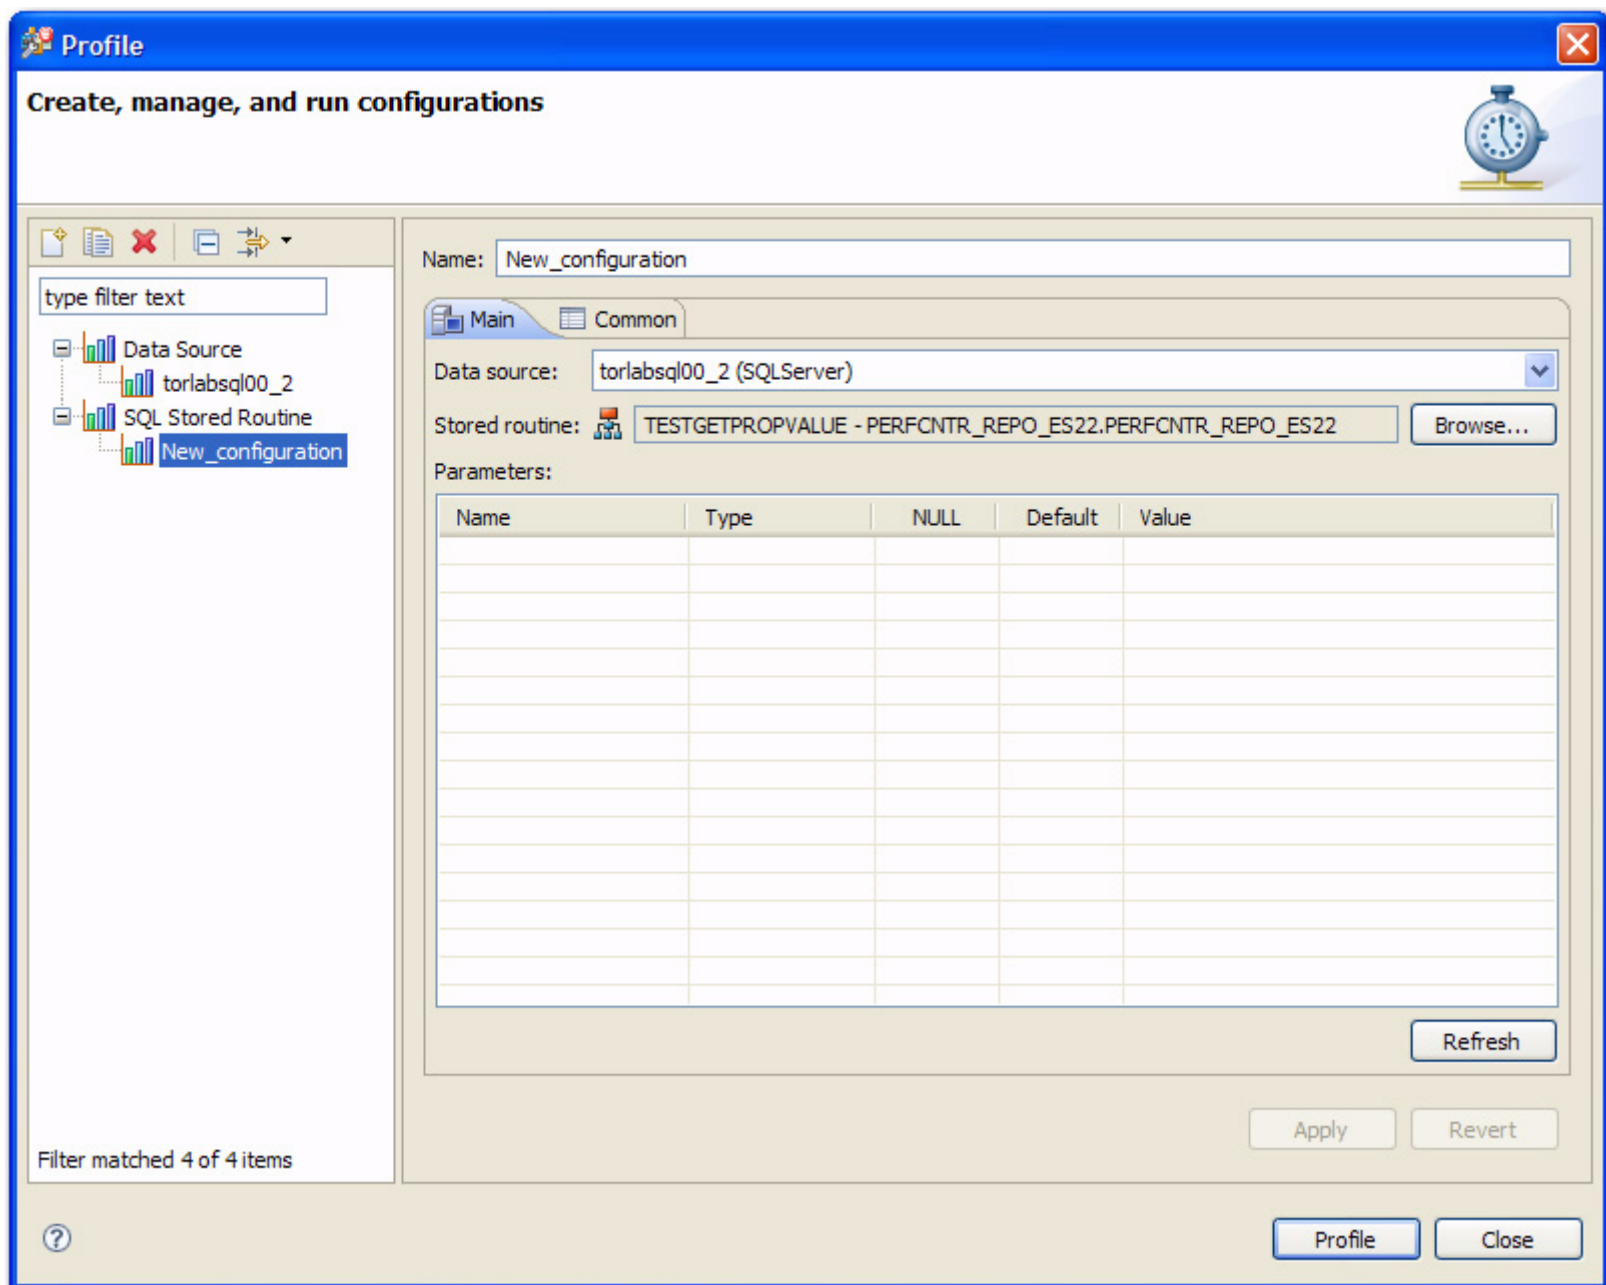 Profile
Create, manage, and run configurations
type filter text
Data Source
torlabsql00_2
SQL Stored Routine
New_configuration
Filter matched 4 of 4 items
Name: New_configuration
Main Common
Data source: torlabsql00_2 (SQLServer)
Stored routine: TESTGETPROPVALUE - PERFCNTR_REPO_ES22.PERFCNTR_REPO_ES22 Browse...
Parameters:
Name Type NULL Default Value
Refresh
Apply Revert
? Profile Close